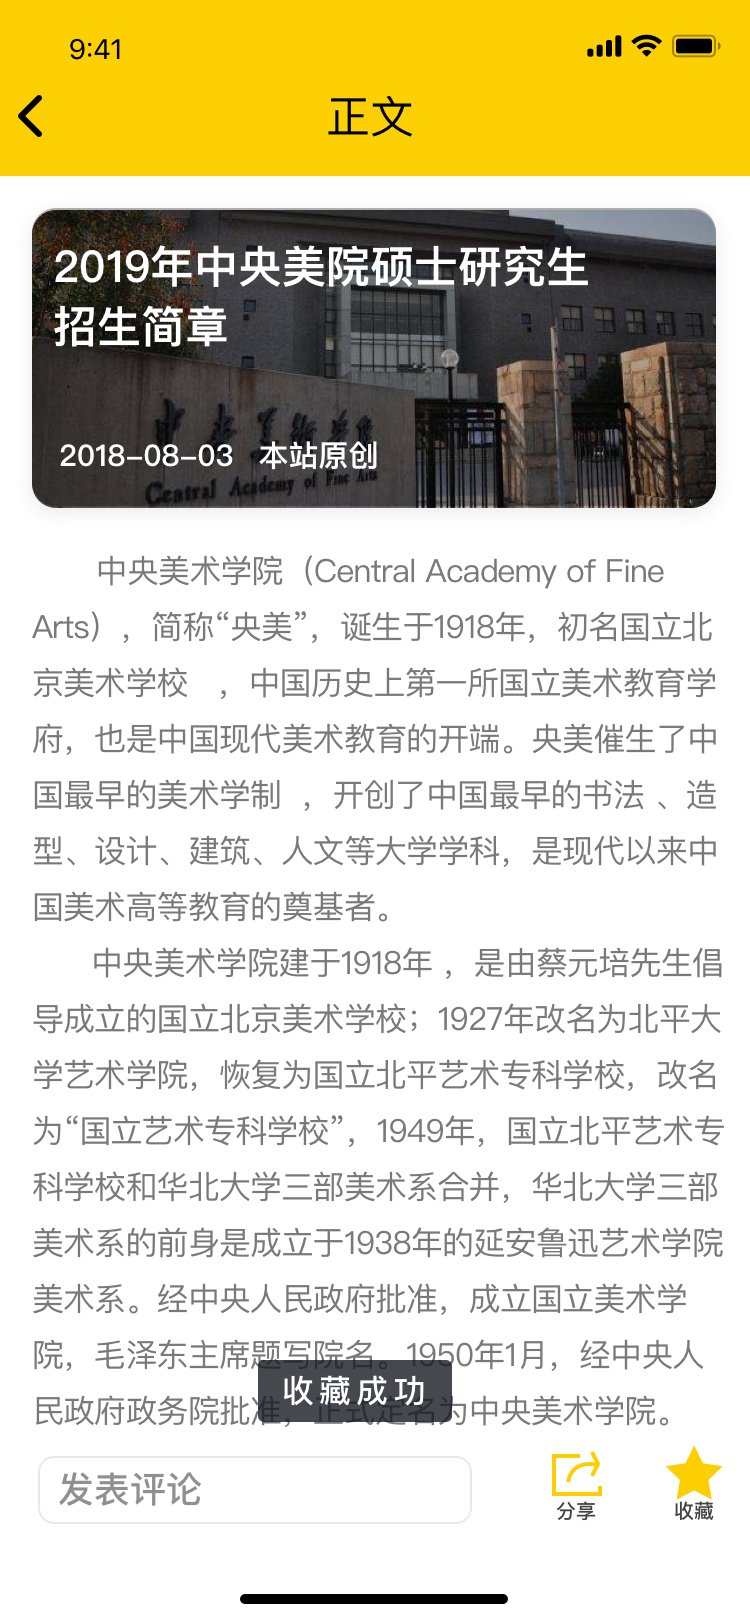 9:41
正文
2019年中央美院硕士研究生
招生简章
中央美术学院
Central Academy of Fine Arts
2018-08-03 本站原创
中央美术学院（Central Academy of Fine
Arts），简称“央美”，诞生于1918年，初名国立北
京美术学校 ，中国历史上第一所国立美术教育学
府，也是中国现代美术教育的开端。央美催生了中
国最早的美术学制 ，开创了中国最早的书法 、造
型、设计、建筑、人文等大学学科，是现代以来中
国美术高等教育的奠基者。
中央美术学院建于1918年 ，是由蔡元培先生倡
导成立的国立北京美术学校；1927年改名为北平大
学艺术学院，恢复为国立北平艺术专科学校，改名
为“国立艺术专科学校”，1949年，国立北平艺术专
科学校和华北大学三部美术系合并，华北大学三部
美术系的前身是成立于1938年的延安鲁迅艺术学院
美术系。经中央人民政府批准，成立国立美术学
院，毛泽东主席题写院名。1950年1月，经中央人
民政府政务院批准，正式定名为中央美术学院。
收藏成功
发表评论
分享
收藏